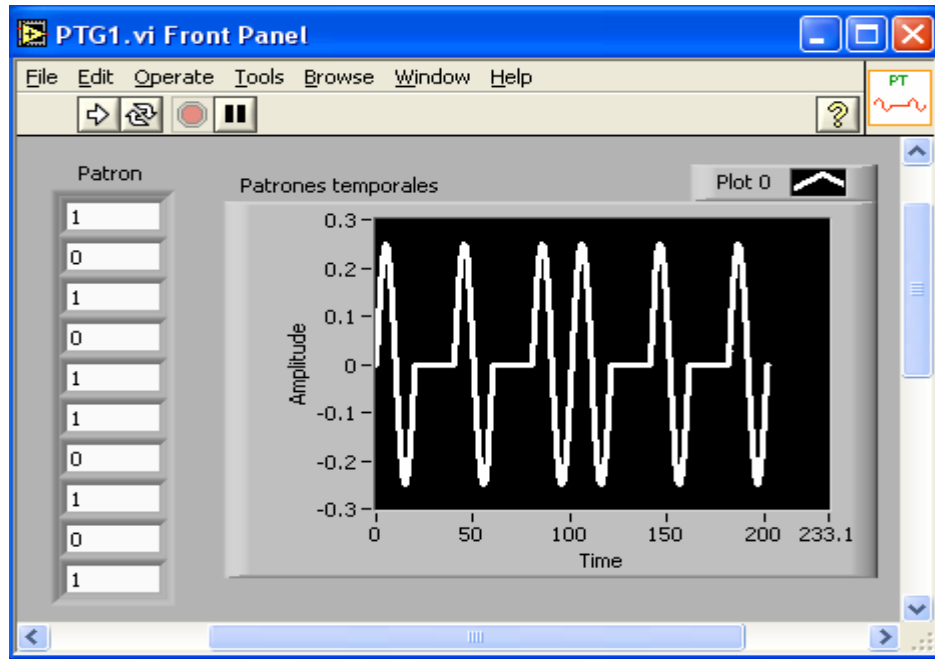 PTG1.vi Front Panel
File Edit Operate Tools Browse Window Help
PT
?
Patron
1
0
1
0
1
1
0
1
0
1
Patrones temporales
Plot 0
0.3
0.2
0.1
0
-0.1
-0.2
-0.3
Amplitude
0 50 100 150 200 233.1
Time